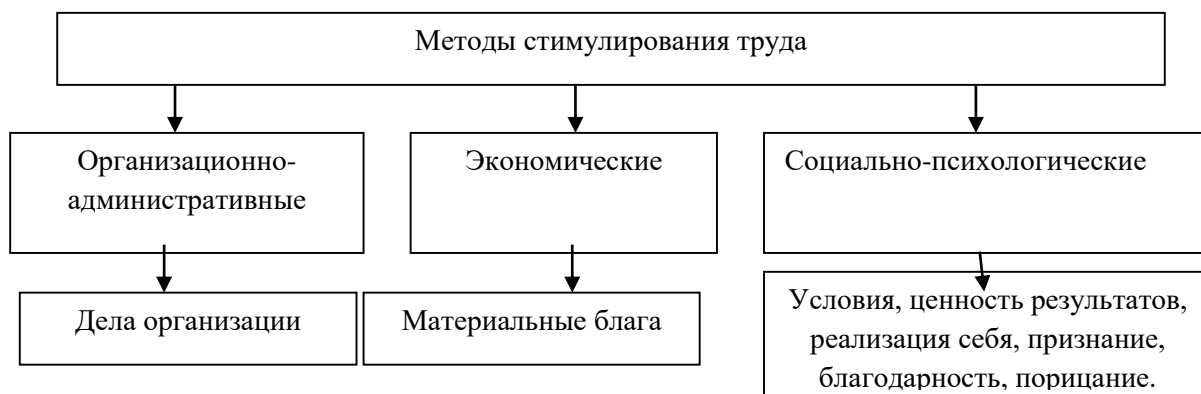 Методы стимулирования труда
Организационно-
административные
Экономические
Социально-психологические
Дела организации
Материальные блага
Условия, ценность результатов,
реализация себя, признание,
благодарность, порицание.